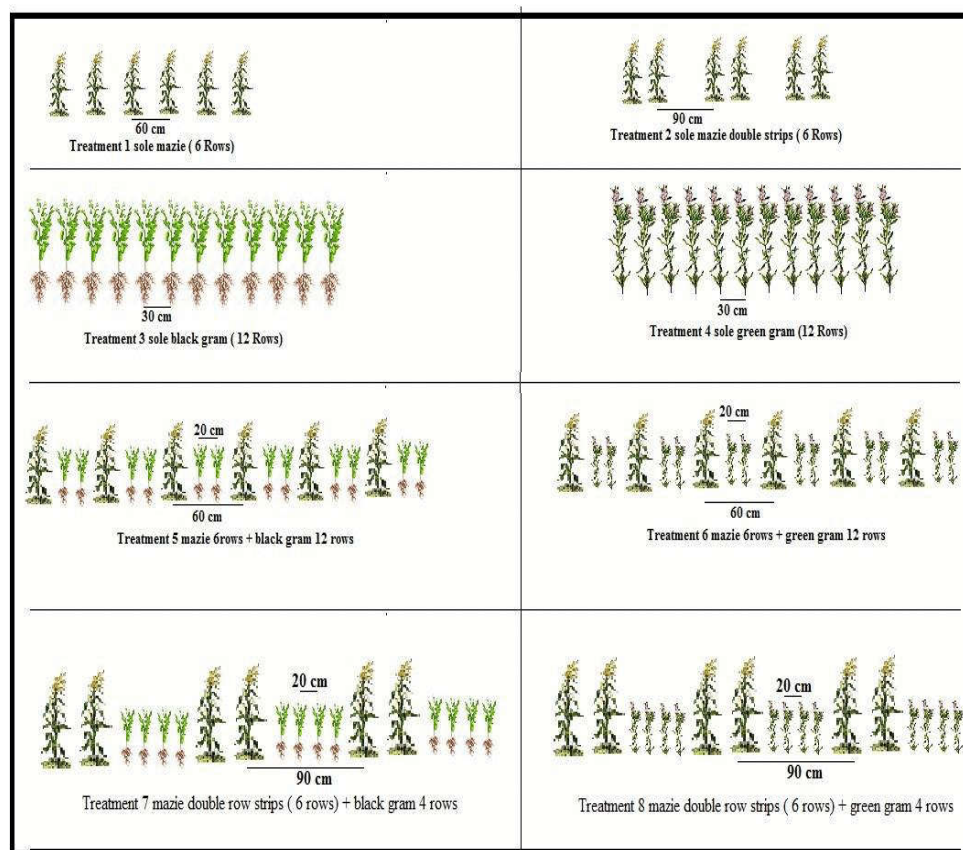 60 cm
Treatment 1 sole mazie ( 6 Rows)
90 cm
Treatment 2 sole mazie double strips ( 6 Rows)
30 cm
Treatment 3 sole black gram ( 12 Rows)
30 cm
Treatment 4 sole green gram (12 Rows)
20 cm
60 cm
Treatment 5 mazie 6rows + black gram 12 rows
20 cm
60 cm
Treatment 6 mazie 6rows + green gram 12 rows
20 cm
90 cm
Treatment 7 mazie double row strips ( 6 rows) + black gram 4 rows
20 cm
90 cm
Treatment 8 mazie double row strips ( 6 rows) + green gram 4 rows